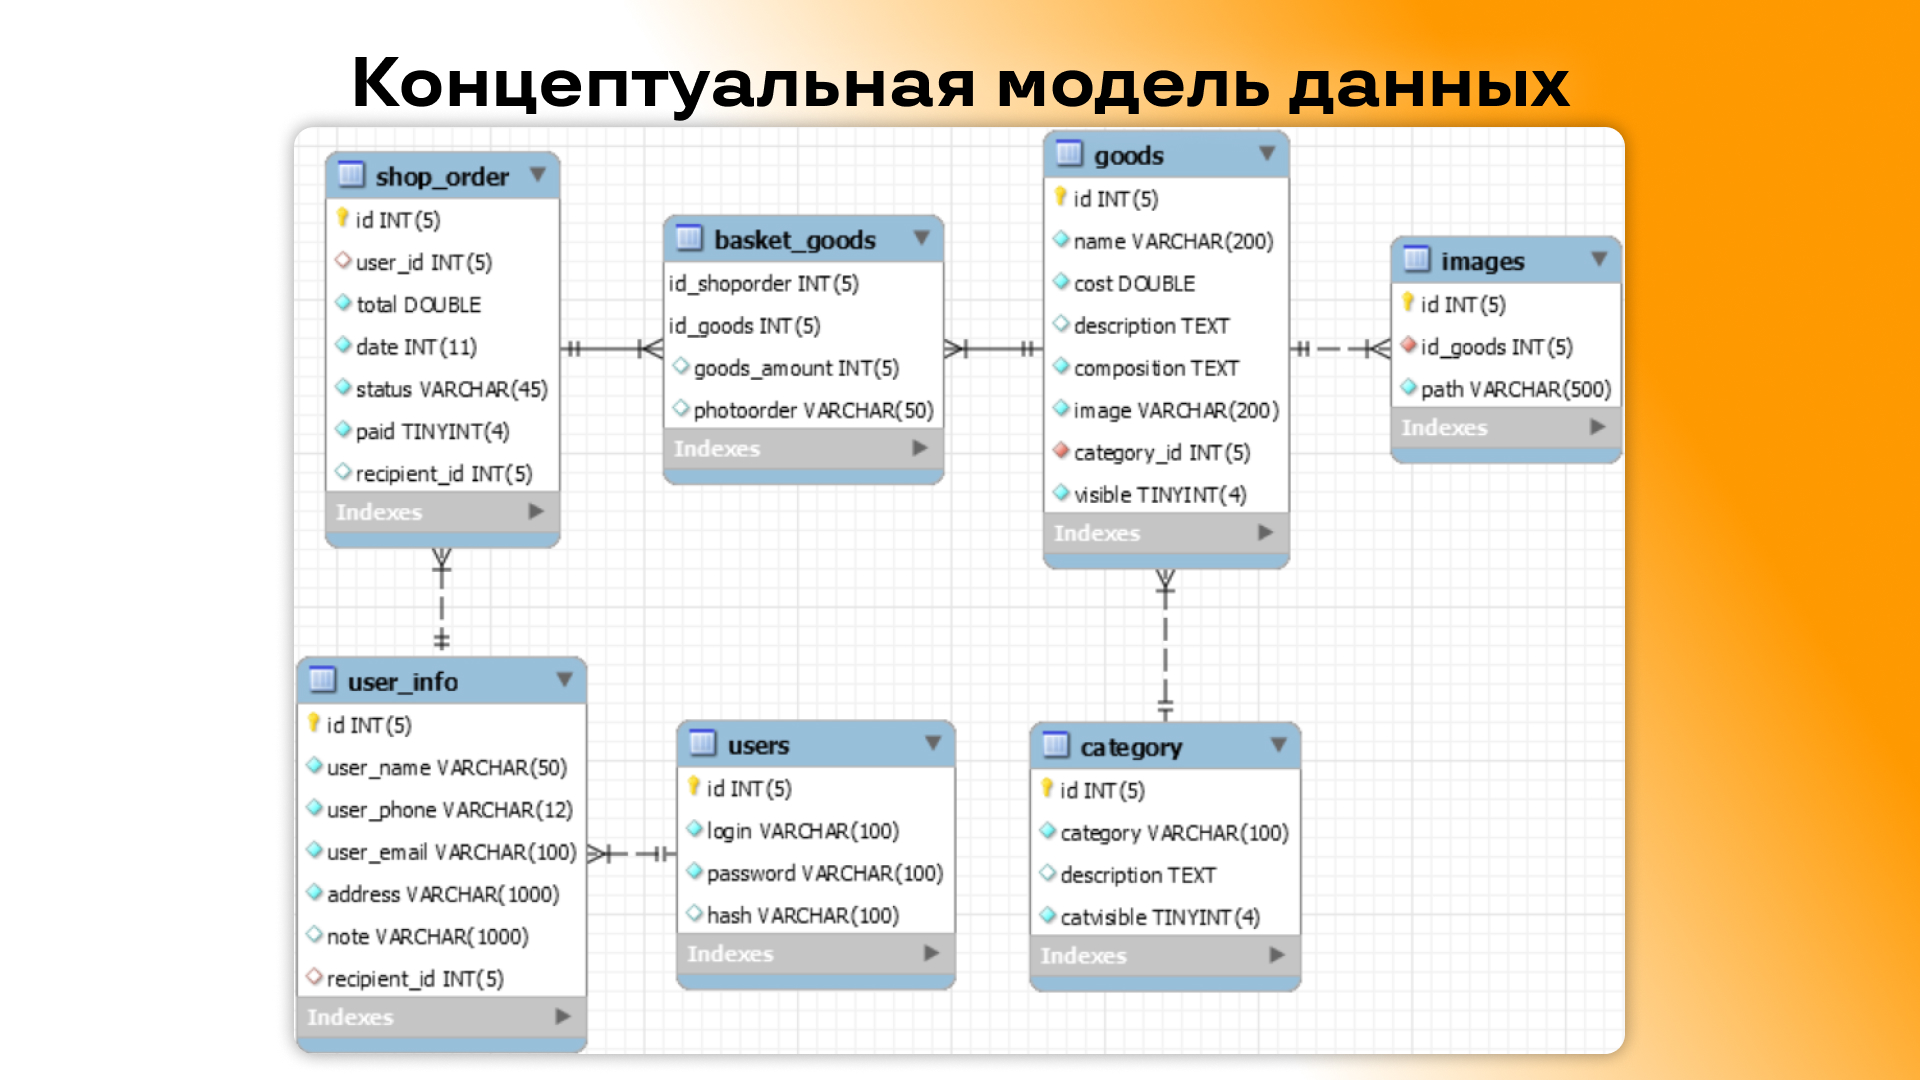 Концептуальная модель данных
shop_order
id INT(5)
user_id INT(5)
total DOUBLE
date INT(11)
status VARCHAR(45)
paid TINYINT(4)
recipient_id INT(5)
Indexes
basket_goods
id_shoporder INT(5)
id_goods INT(5)
goods_amount INT(5)
photoorder VARCHAR(50)
Indexes
goods
id INT(5)
name VARCHAR(200)
cost DOUBLE
description TEXT
composition TEXT
image VARCHAR(200)
category_id INT(5)
visible TINYINT(4)
Indexes
images
id INT(5)
id_goods INT(5)
path VARCHAR(500)
Indexes
user_info
id INT(5)
user_name VARCHAR(50)
user_phone VARCHAR(12)
user_email VARCHAR(100)
address VARCHAR(1000)
note VARCHAR(1000)
recipient_id INT(5)
Indexes
users
id INT(5)
login VARCHAR(100)
password VARCHAR(100)
hash VARCHAR(100)
Indexes
category
id INT(5)
category VARCHAR(100)
description TEXT
catvisible TINYINT(4)
Indexes